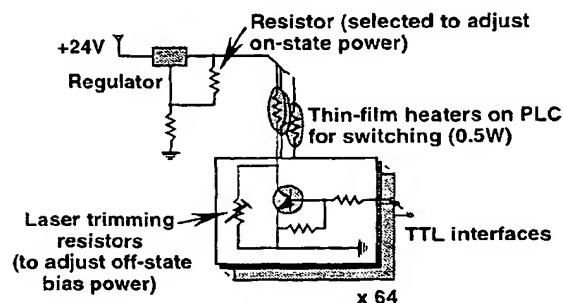 Resistor (selected to adjust
on-state power)
+24V
Regulator
Thin-film heaters on PLC
for switching (0.5W)
Laser trimming
resistors
(to adjust off-state
bias power)
TTL interfaces
x 64